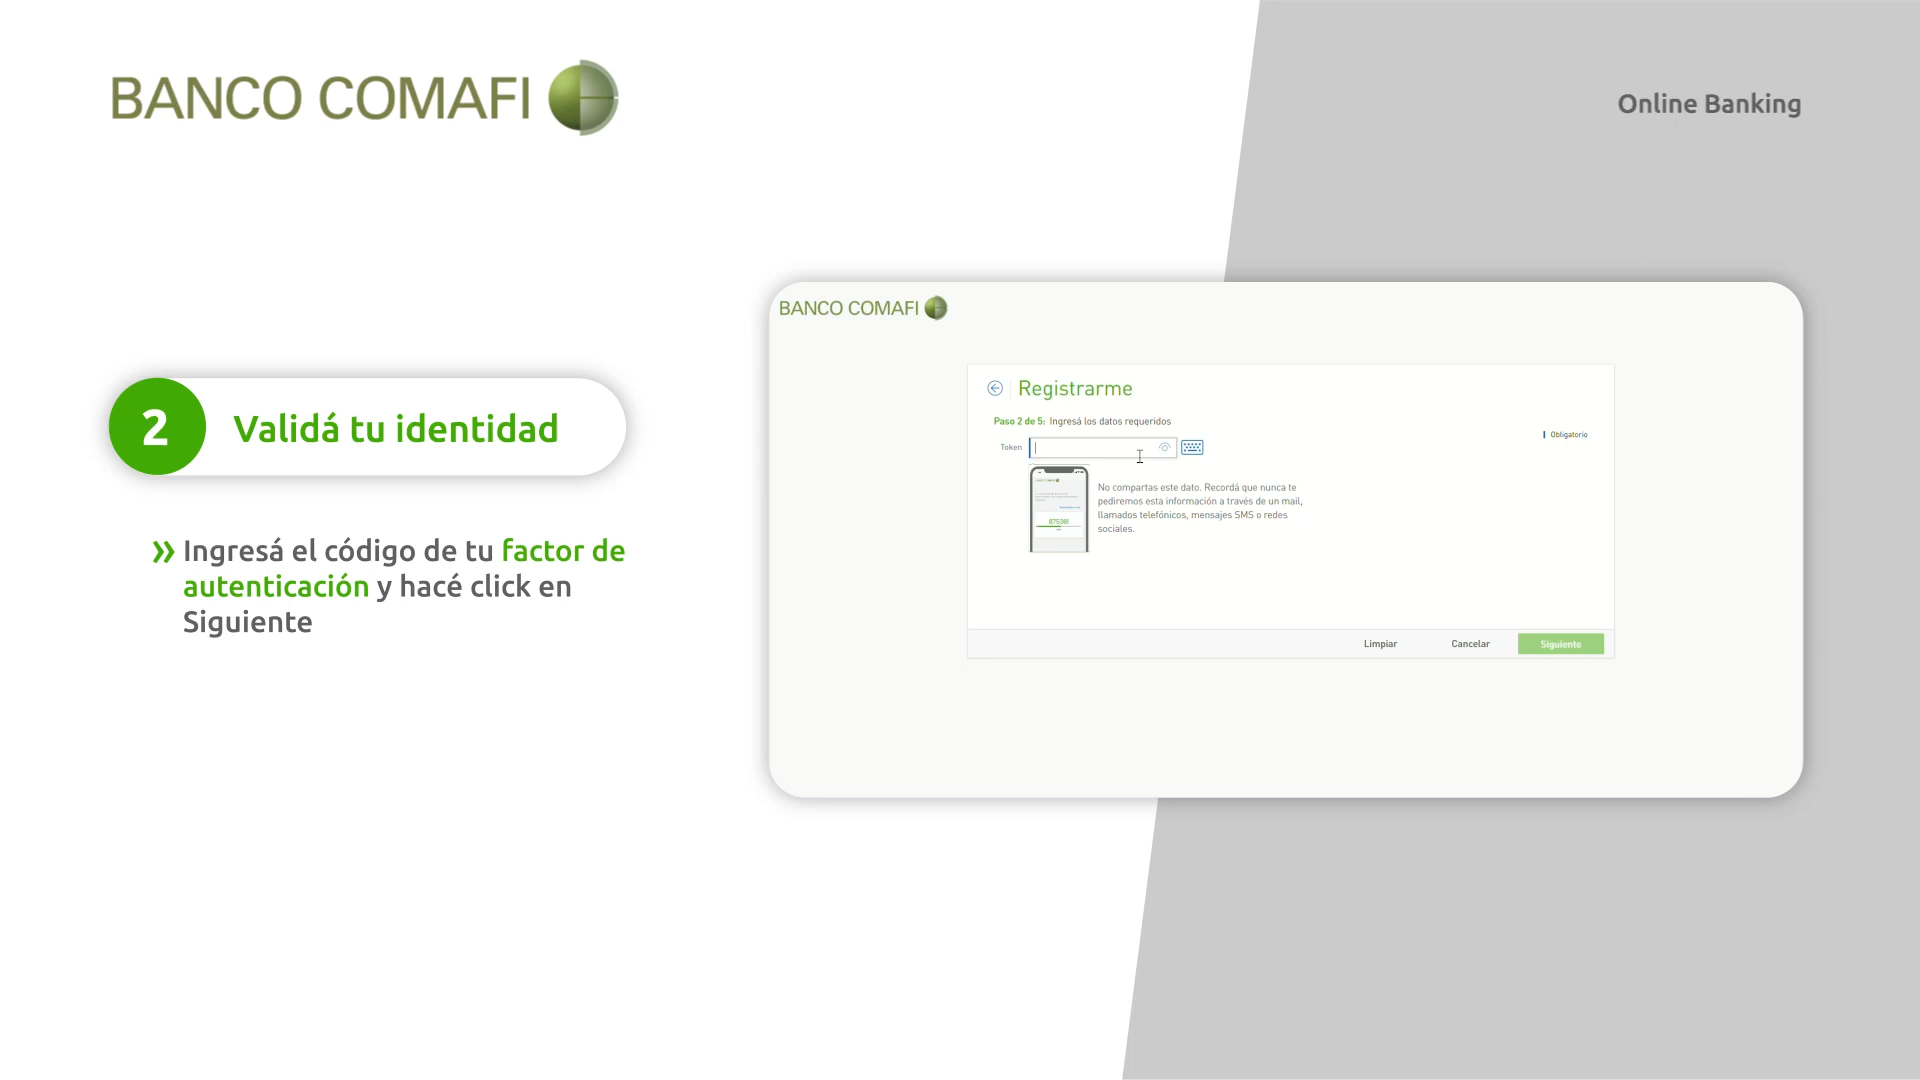 BANCO COMAFI
Online Banking
2
Validá tu identidad
» Ingresá el código de tu factor de
autenticación y hacé click en
Siguiente
BANCO COMAFI
Registrarme
Paso 2 de 5: Ingresá los datos requeridos
Obligatorio
Token
No compartas este dato. Recordá que nunca te
pediremos esta información a través de un mail,
llamados telefónicos, mensajes SMS o redes
sociales.
Limpiar
Cancelar
Siguiente